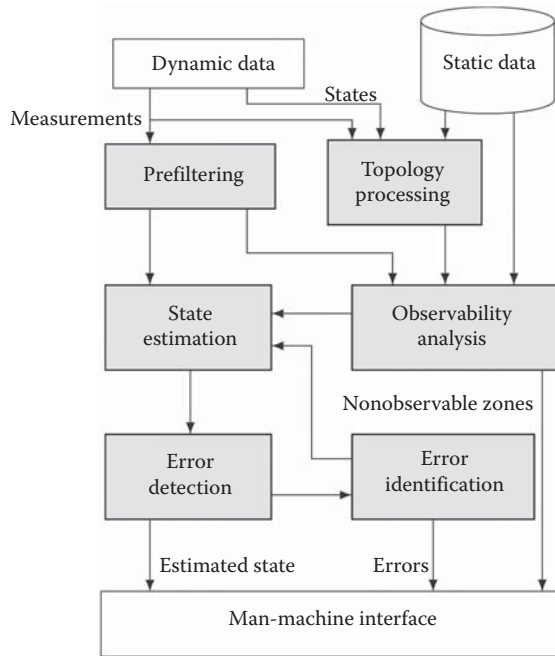 Dynamic data
Static data
States
Measurements
Prefiltering
Topology
processing
State
estimation
Observability
analysis
Nonobservable zones
Error
detection
Error
identification
Estimated state
Errors
Man-machine interface